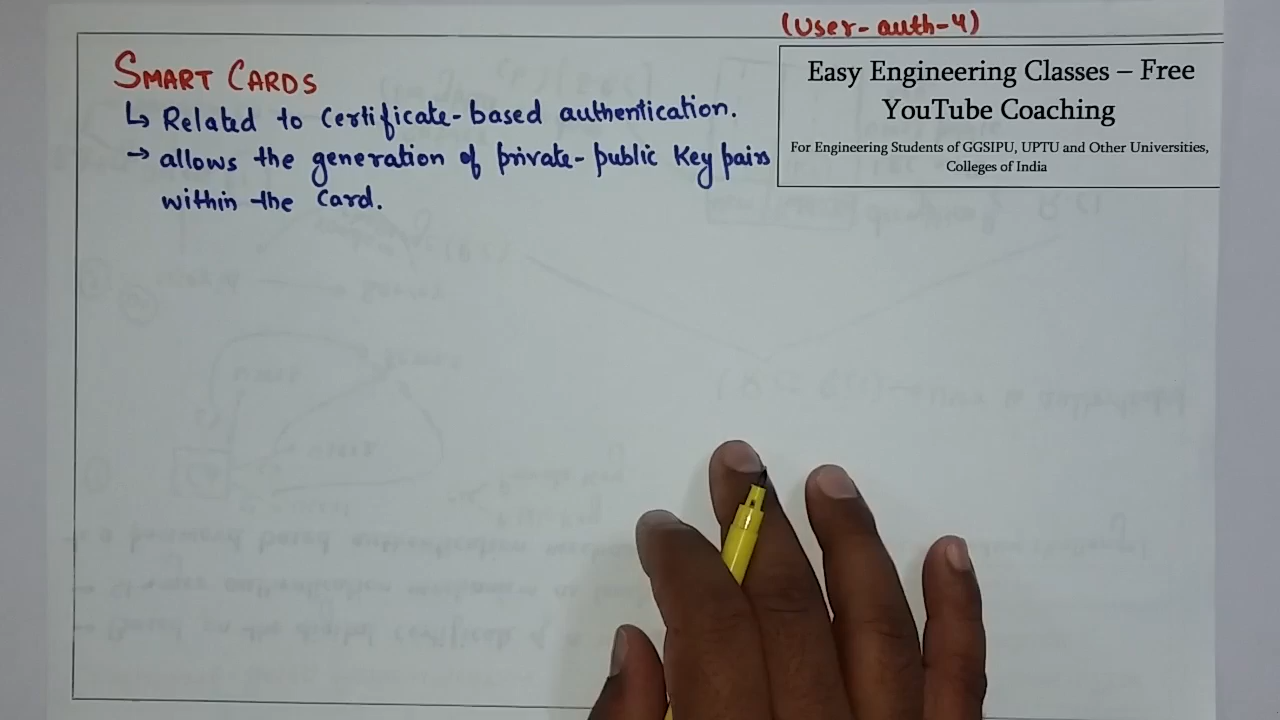 (User-auth-4)
SMART CARDS
↳ Related to Certificate-based authentication.
→ allows the generation of private-public Key pairs
within the Card.
Easy Engineering Classes – Free
YouTube Coaching
For Engineering Students of GGSIPU, UPTU and Other Universities,
Colleges of India